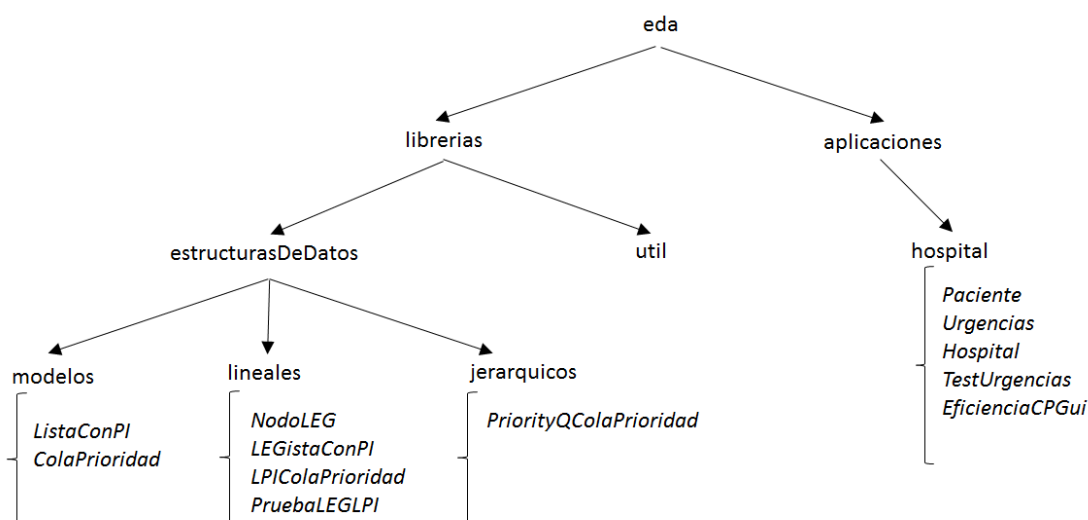 eda
librerias
aplicaciones
estructurasDeDatos
util
hospital
Paciente
Urgencias
Hospital
TestUrgencias
EficienciaCPGui
modelos
lineales
jerarquicos
ListaConPI
ColaPrioridad
NodoLEG
LEGistaConPI
LPIColaPrioridad
PruebaLEGLPI
PriorityQColaPrioridad